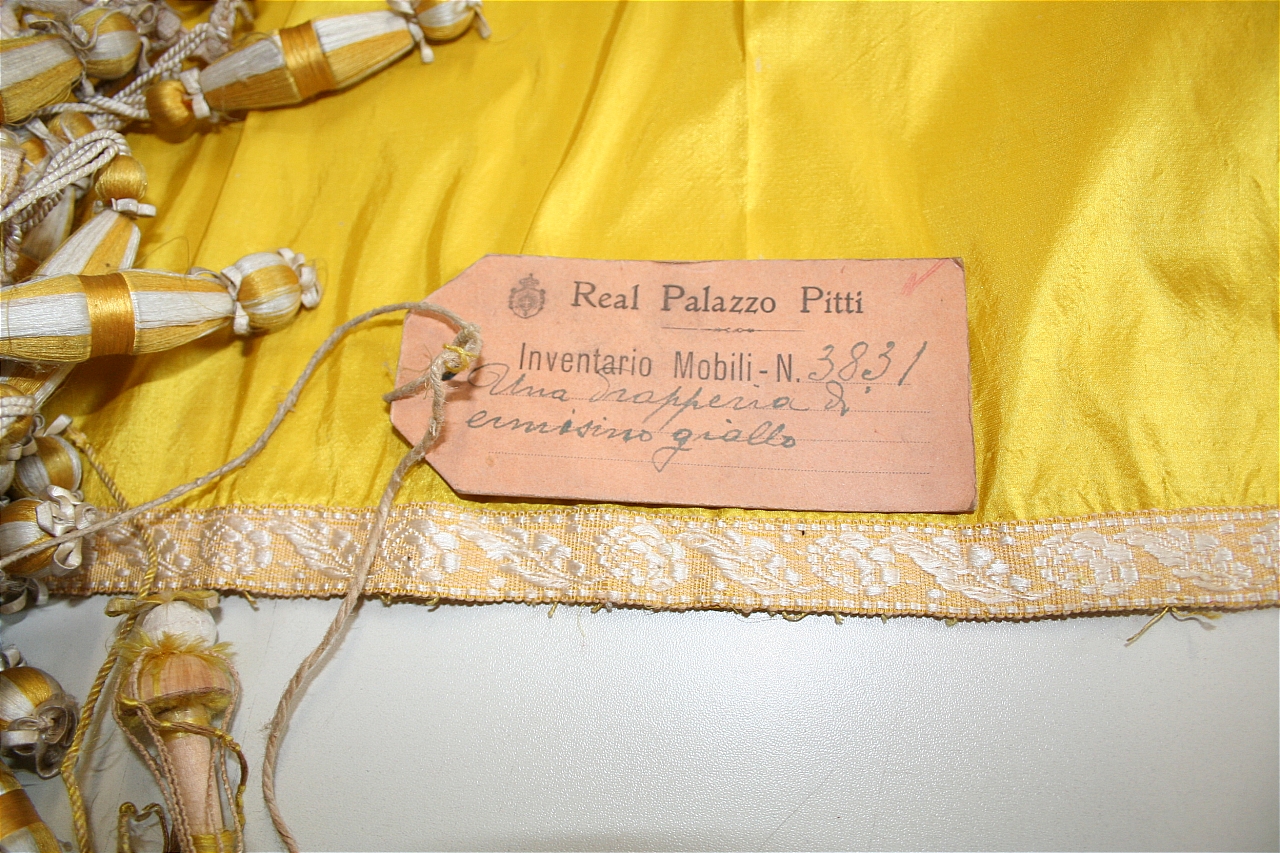 Real Palazzo Pitti
Inventario Mobili - N. 3831
Una drapperia di
ermisino giallo